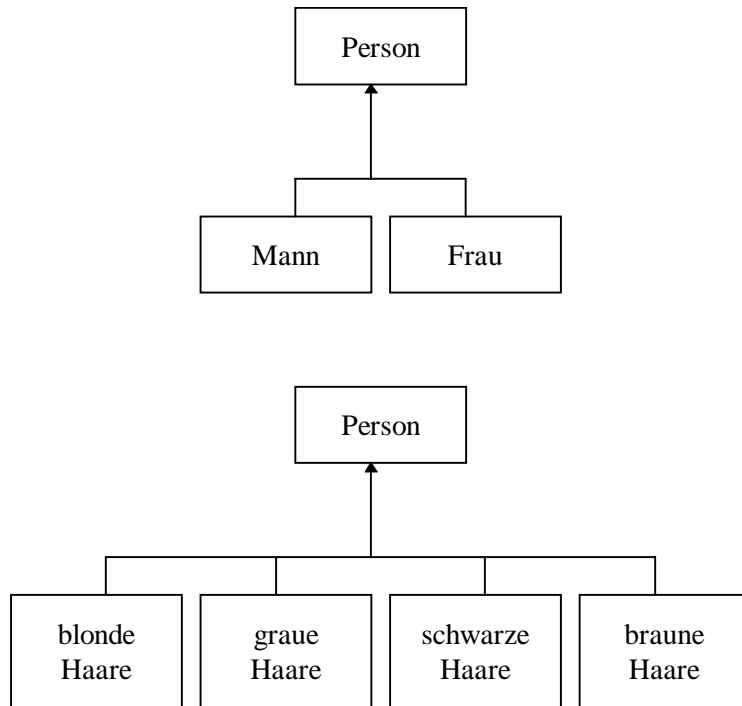 Person
Mann
Frau
Person
blonde
Haare
graue
Haare
schwarze
Haare
braune
Haare